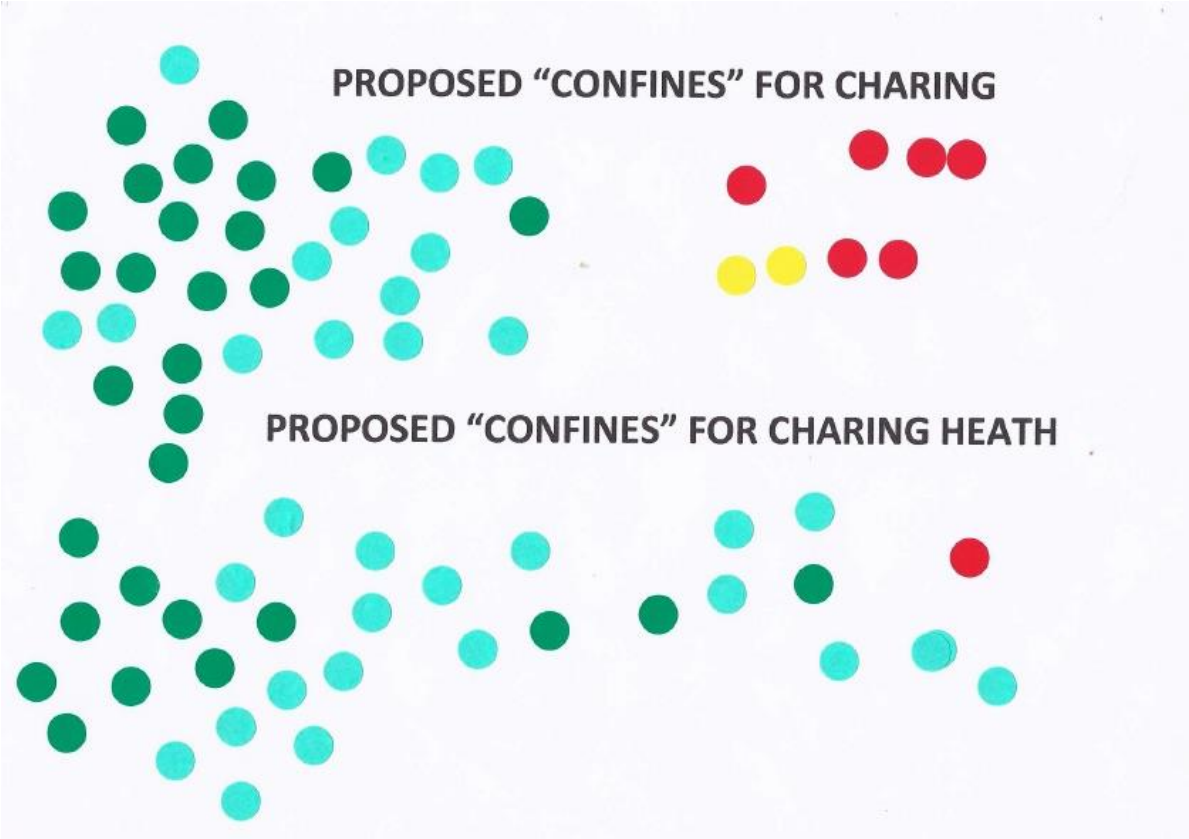 PROPOSED “CONFINES” FOR CHARING
PROPOSED “CONFINES” FOR CHARING HEATH